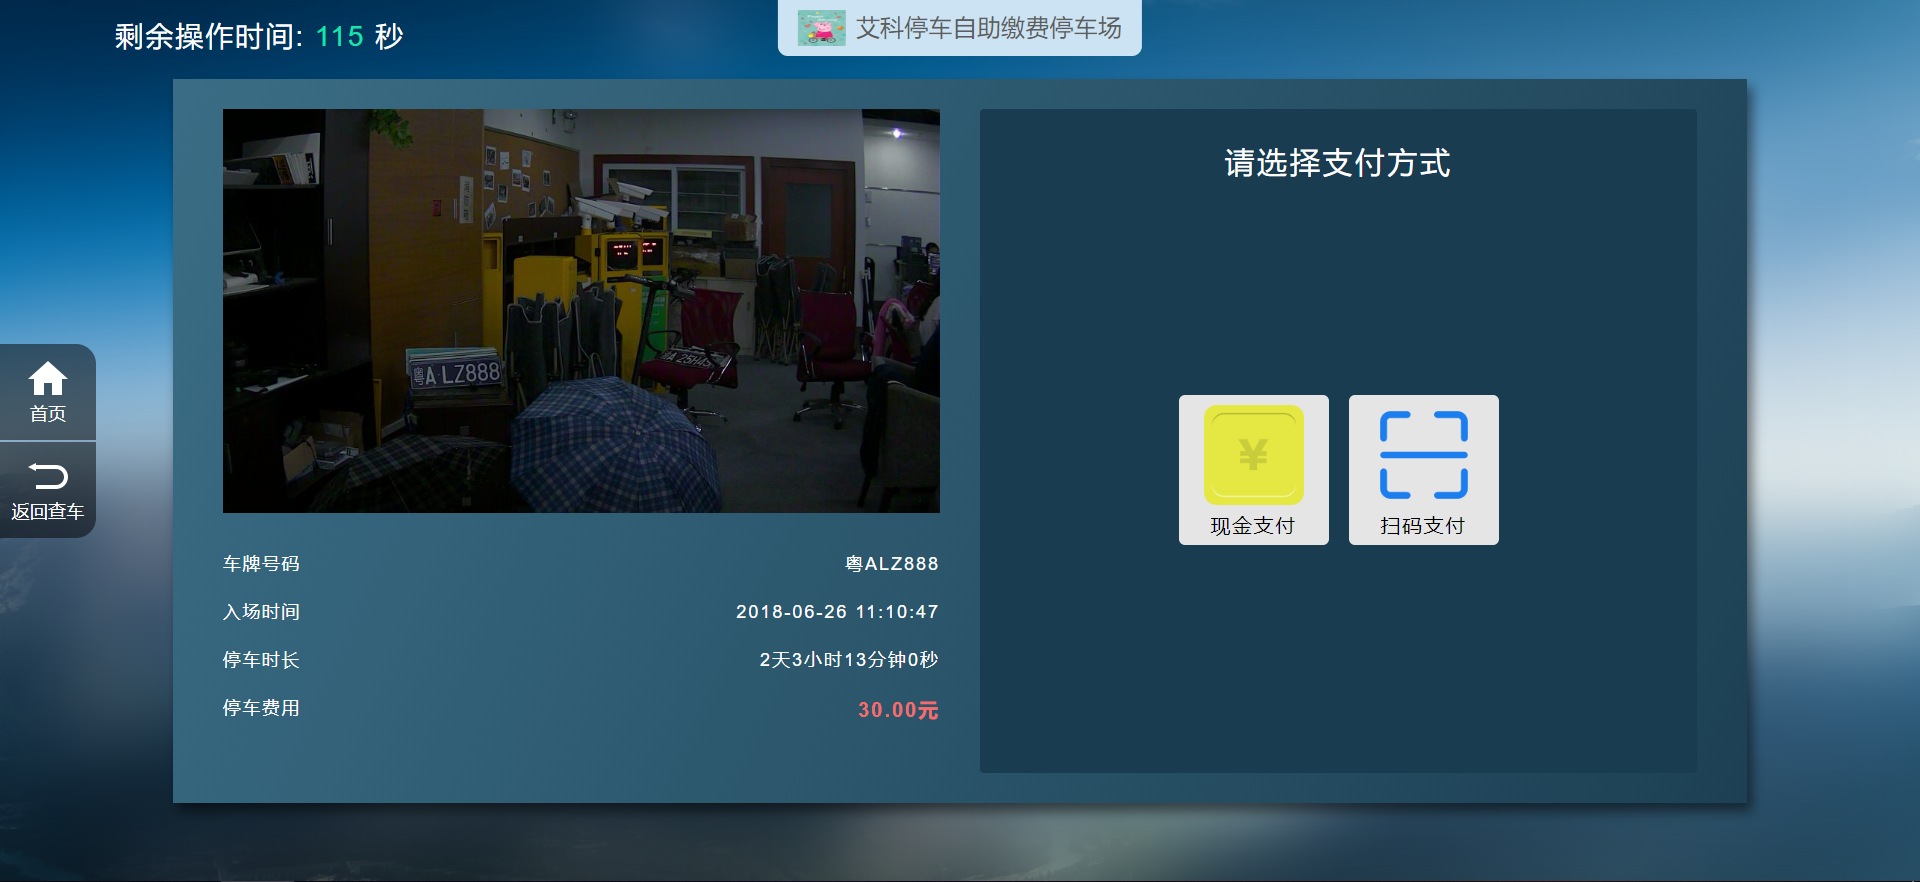 剩余操作时间: 115 秒
艾科停车自助缴费停车场
首页
返回查车
粤A·LZ888
车牌号码 粤ALZ888
入场时间 2018-06-26 11:10:47
停车时长 2天3小时13分钟0秒
停车费用 30.00元
请选择支付方式
¥
现金支付
扫码支付